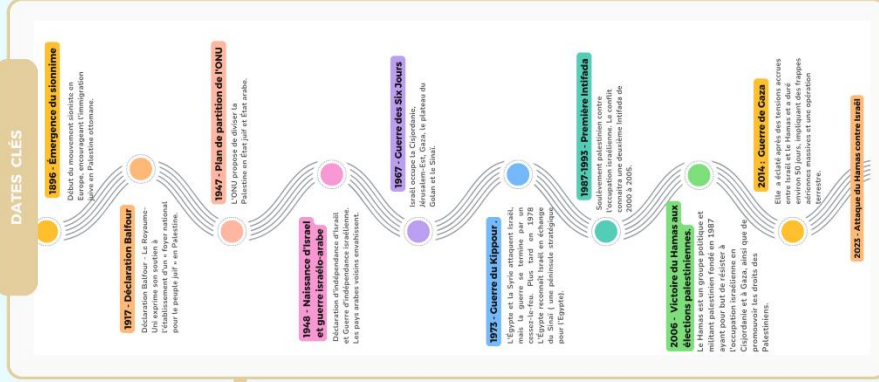 DATES CLÉS
1896 - Émergence du sionnime
Début du mouvement sioniste en
Europe, encourageant l'immigration
juive en Palestine ottomane.
1917 - Déclaration Balfour
Déclaration Balfour - Le Royaume-
Uni exprime son soutien à
l'établissement d'un « foyer national
pour le peuple juif » en Palestine.
1947 - Plan de partition de l'ONU
L'ONU propose de diviser la
Palestine en État juif et État arabe.
1948 - Naissance d'Israel
et guerre israélo-arabe
Déclaration d'indépendance d'Israël
et Guerre d'indépendance israélienne.
Les pays arabes voisins envahissent.
1967 - Guerre des Six Jours
Israël occupe la Cisjordanie,
Jérusalem-Est, Gaza, le plateau du
Golan et le Sinaï.
1973 - Guerre du Kippour .
L'Égypte et la Syrie attaquent Israël,
mais la guerre se termine par un
cessez-le-feu. Plus tard en 1978
L'Égypte reconnaît Israël en échange
du Sinaï ( une péninsule stratégique
pour l'Egypte).
1987-1993 - Première Intifada
Soulèvement palestinien contre
l'occupation israélienne. Le conflit
connaitra une deuxième Intifada de
2000 à 2005.
2006 - Victoire du Hamas aux
élections palestiniennes.
Le Hamas est un groupe politique et
militant palestinien fondé en 1987
ayant pour but de résister à
l'occupation israélienne en
Cisjordanie et à Gaza, ainsi que de
promouvoir les droits des
Palestiniens.
2014 : Guerre de Gaza
Elle a éclaté après des tensions accrues
entre Israël et le Hamas et a duré
environ 50 jours, impliquant des frappes
aériennes massives et une opération
terrestre.
2023 - Attaque du Hamas contre Israël